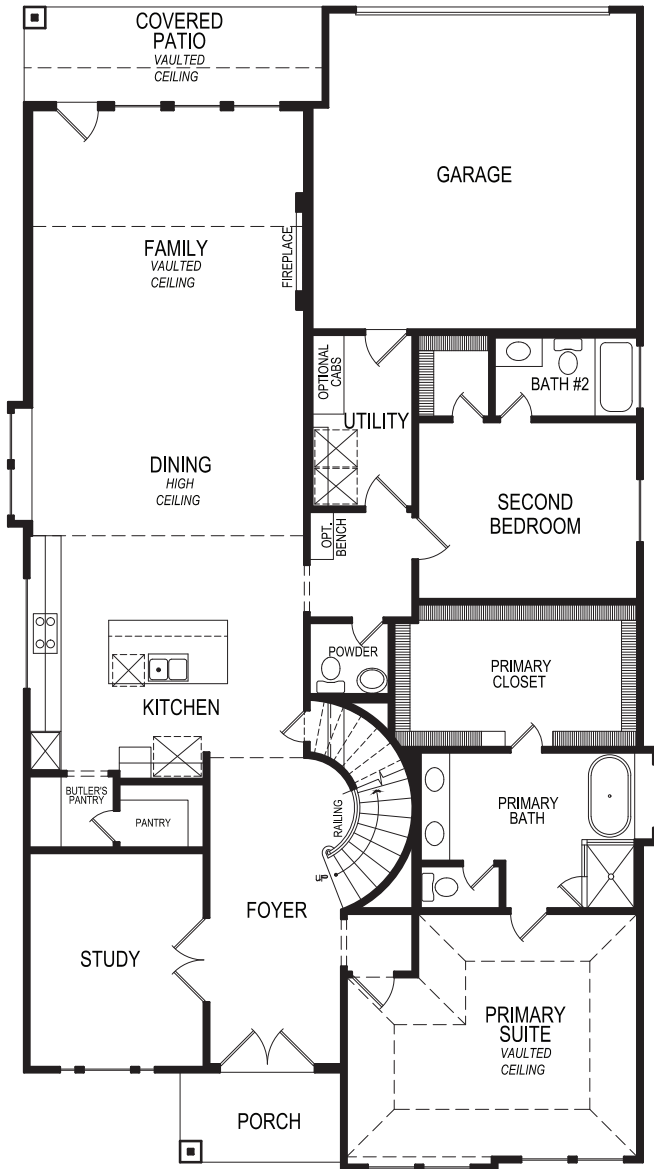 COVERED
PATIO
VAULTED
CEILING
GARAGE
FAMILY
VAULTED
CEILING
FIREPLACE
OPTIONAL
CABS
BATH #2
UTILITY
DINING
HIGH
CEILING
SECOND
BEDROOM
OPT.
BENCH
POWDER
PRIMARY
CLOSET
KITCHEN
BUTLER'S
PANTRY
PANTRY
RAILING
PRIMARY
BATH
UP
FOYER
STUDY
PRIMARY
SUITE
VAULTED
CEILING
PORCH